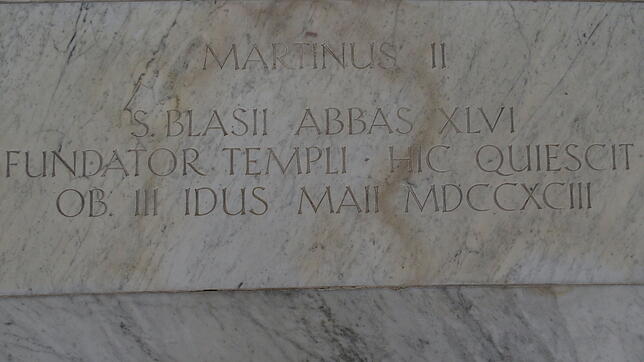 MARTINUS II
S. BLASII ABBAS XLVI
FUNDATOR TEMPLI · HIC QUIESCIT
OB. III IDUS MAII MDCCXCIII